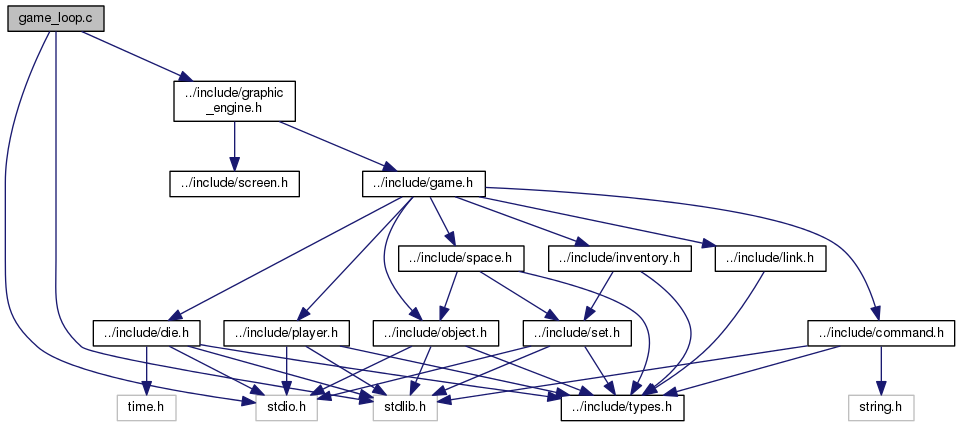 game_loop.c
../include/graphic
_engine.h
../include/screen.h
../include/game.h
../include/space.h
../include/inventory.h
../include/link.h
../include/die.h
../include/player.h
../include/object.h
../include/set.h
../include/command.h
time.h
stdio.h
stdlib.h
../include/types.h
string.h